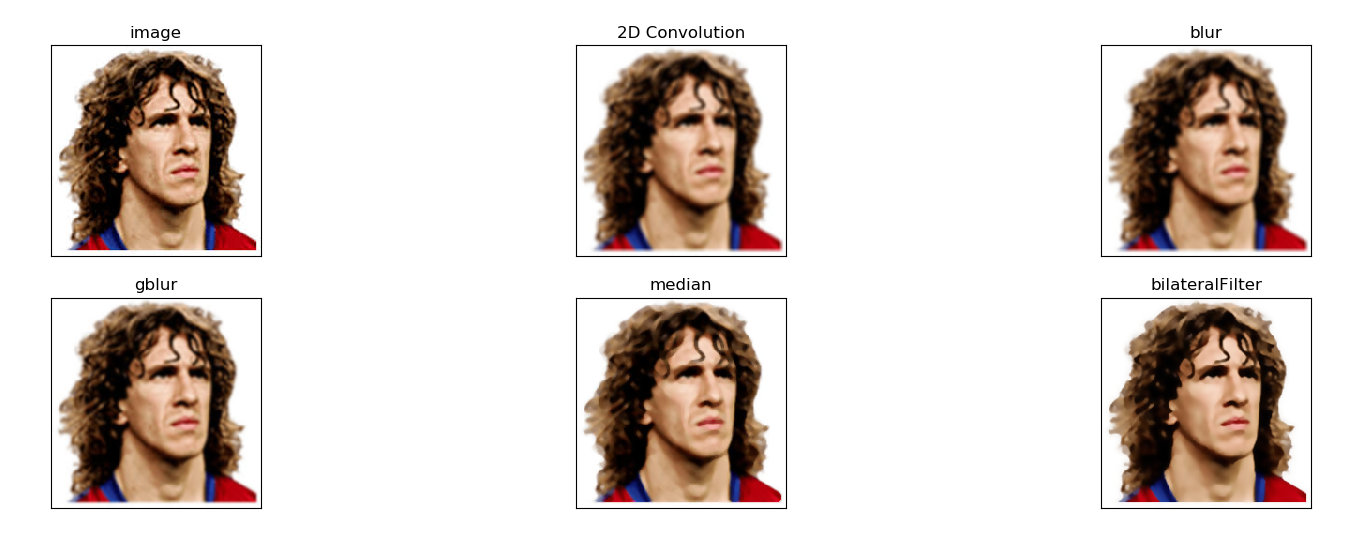 image
2D Convolution
blur
gblur
median
bilateralFilter